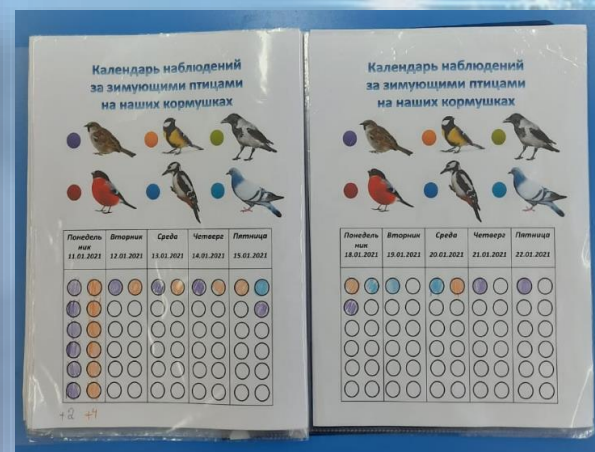 Календарь наблюдений
за зимующими птицами
на наших кормушках
Понедель Вторник Среда Четверг Пятница
ник
11.01.2021 12.01.2021 13.01.2021 14.01.2021 15.01.2021
+2 +4
Календарь наблюдений
за зимующими птицами
на наших кормушках
Понедель Вторник Среда Четверг Пятница
ник
18.01.2021 19.01.2021 20.01.2021 21.01.2021 22.01.2021